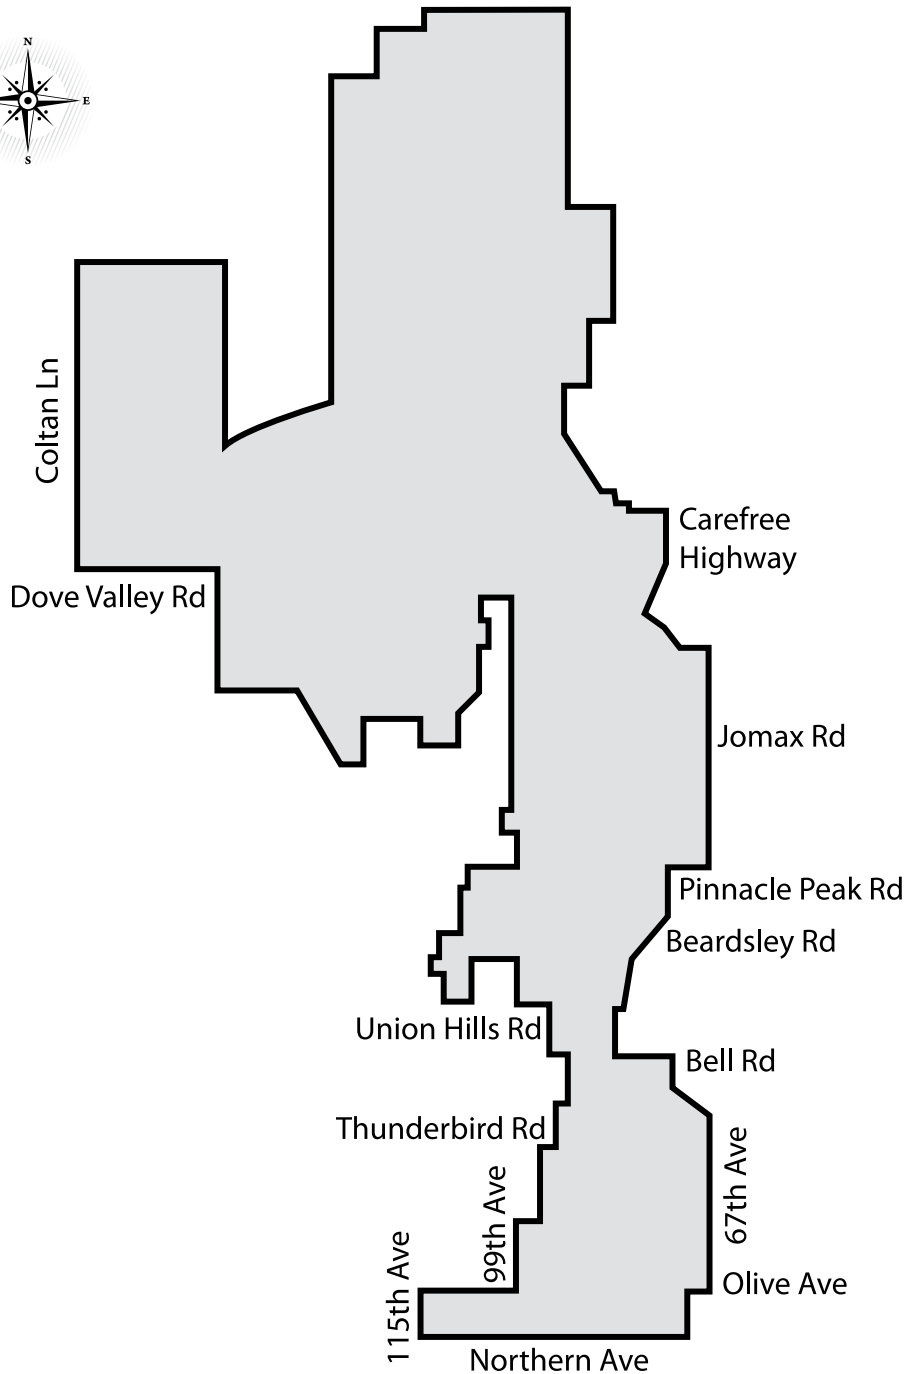 N
E
S
Coltan Ln
Carefree
Highway
Dove Valley Rd
Jomax Rd
Pinnacle Peak Rd
Beardsley Rd
Union Hills Rd
Bell Rd
Thunderbird Rd
67th Ave
99th Ave
115th Ave
Olive Ave
Northern Ave